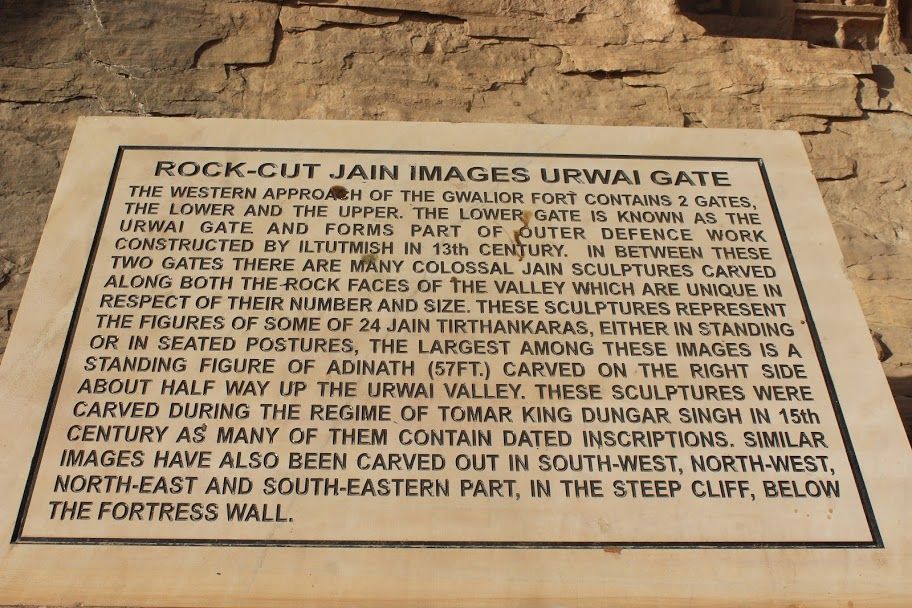 ROCK-CUT JAIN IMAGES URWAI GATE
THE WESTERN APPROACH OF THE GWALIOR FORT CONTAINS 2 GATES,
THE LOWER AND THE UPPER. THE LOWER GATE IS KNOWN AS THE
URWAI GATE AND FORMS PART OF OUTER DEFENCE WORK
CONSTRUCTED BY ILTUTMISH IN 13th CENTURY. IN BETWEEN THESE
TWO GATES THERE ARE MANY COLOSSAL JAIN SCULPTURES CARVED
ALONG BOTH THE ROCK FACES OF THE VALLEY WHICH ARE UNIQUE IN
RESPECT OF THEIR NUMBER AND SIZE. THESE SCULPTURES REPRESENT
THE FIGURES OF SOME OF 24 JAIN TIRTHANKARAS, EITHER IN STANDING
OR IN SEATED POSTURES, THE LARGEST AMONG THESE IMAGES IS A
STANDING FIGURE OF ADINATH (57FT.) CARVED ON THE RIGHT SIDE
ABOUT HALF WAY UP THE URWAI VALLEY. THESE SCULPTURES WERE
CARVED DURING THE REGIME OF TOMAR KING DUNGAR SINGH IN 15th
CENTURY AS MANY OF THEM CONTAIN DATED INSCRIPTIONS. SIMILAR
IMAGES HAVE ALSO BEEN CARVED OUT IN SOUTH-WEST, NORTH-WEST,
NORTH-EAST AND SOUTH-EASTERN PART, IN THE STEEP CLIFF, BELOW
THE FORTRESS WALL.